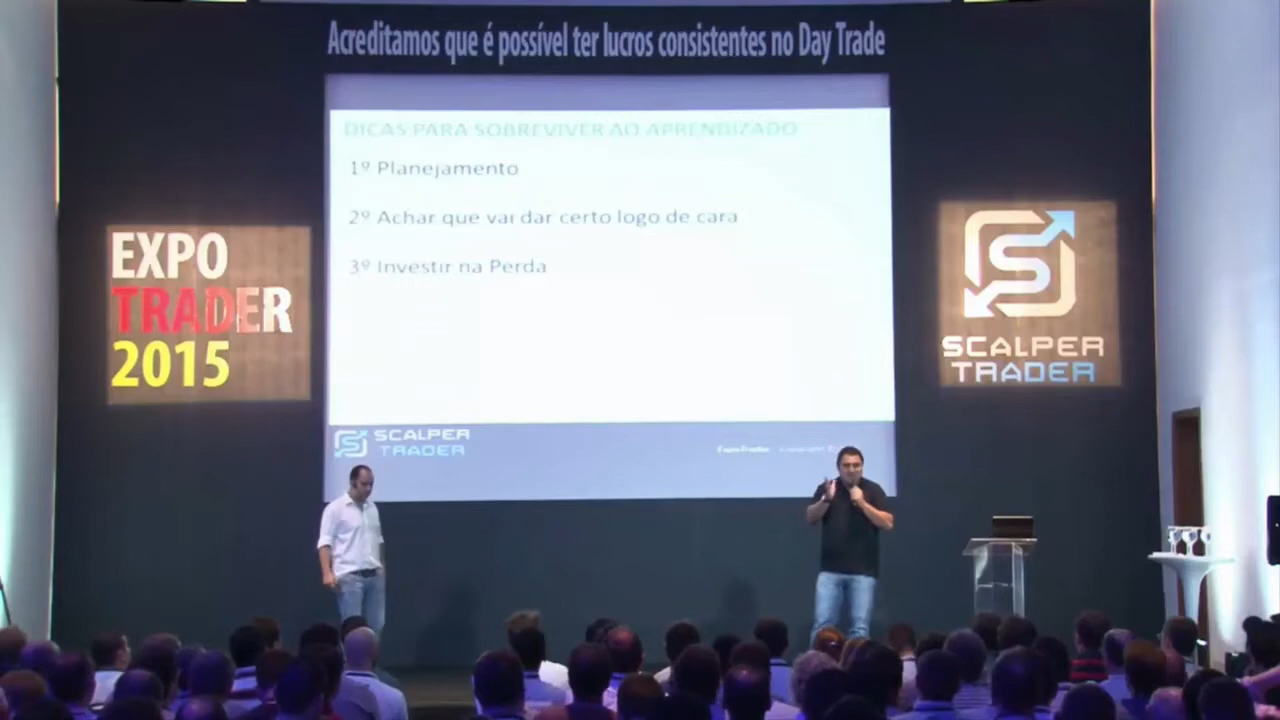 Acreditamos que é possível ter lucros consistentes no Day Trade
DICAS PARA SOBREVIVER AO APRENDIZADO
1º Planejamento
2º Achar que vai dar certo logo de cara
3º Investir na Perda
EXPO
TRADER
2015
SCALPER
TRADER
SCALPER
TRADER
ExpoTrader